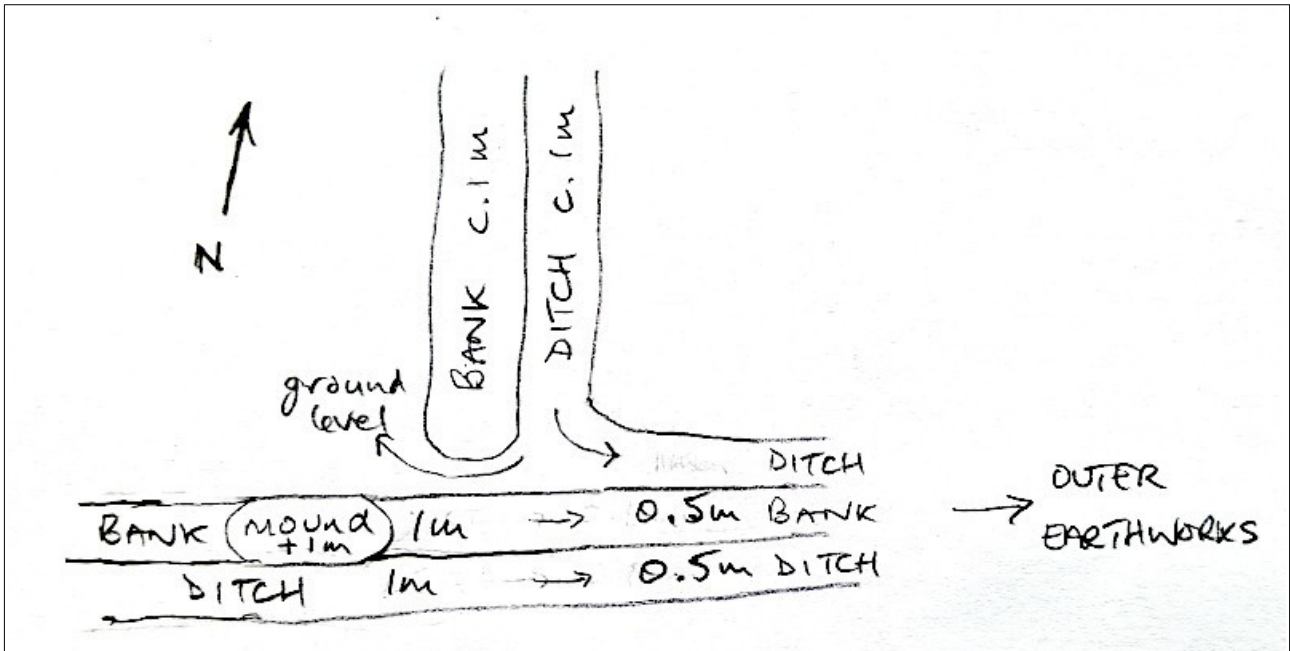 N
BANK c.1m
DITCH c.1m
ground
level
DITCH
OUTER
EARTHWORKS
BANK
MOUND
+1m
1m
0.5m BANK
DITCH
1m
0.5m DITCH